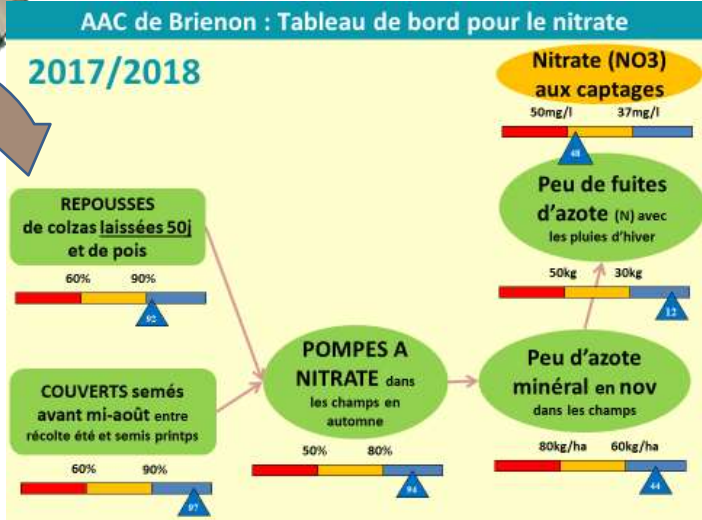 AAC de Brienon : Tableau de bord pour le nitrate
2017/2018
Nitrate (NO3)
aux captages
50mg/l 37mg/l
48
REPOUSSES
de colzas laissées 50j
et de pois
60% 90%
92
Peu de fuites
d'azote (N) avec
les pluies d'hiver
50kg 30kg
12
COUVERTS semés
avant mi-août entre
récolte été et semis printps
60% 90%
97
POMPES A
NITRATE dans
les champs en
automne
50% 80%
94
Peu d'azote
minéral en nov
dans les champs
80kg/ha 60kg/ha
44